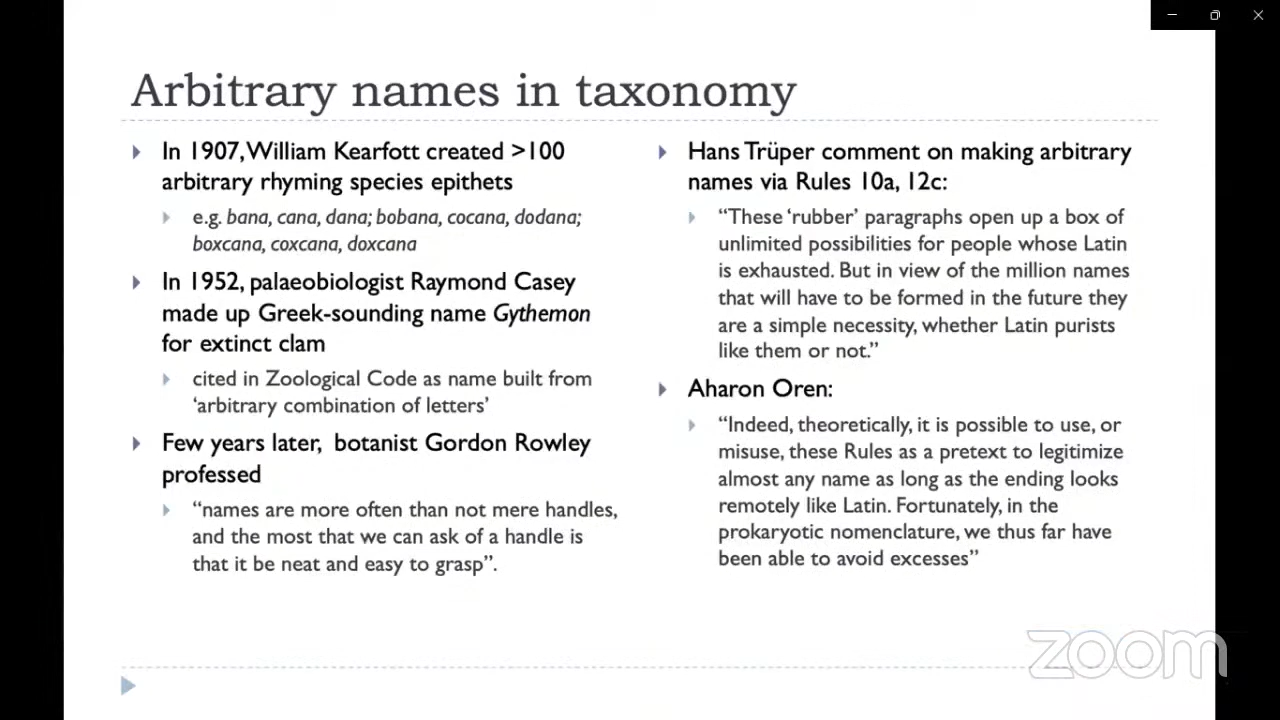 Arbitrary names in taxonomy
In 1907, William Kearfott created >100
arbitrary rhyming species epithets
e.g. bana, cana, dana; bobana, cocana, dodana;
boxcana, coxcana, doxcana
In 1952, palaeobiologist Raymond Casey
made up Greek-sounding name Gythemon
for extinct clam
cited in Zoological Code as name built from
‘arbitrary combination of letters’
Few years later, botanist Gordon Rowley
professed
“names are more often than not mere handles,
and the most that we can ask of a handle is
that it be neat and easy to grasp”.
Hans Trüper comment on making arbitrary
names via Rules 10a, 12c:
“These ‘rubber’ paragraphs open up a box of
unlimited possibilities for people whose Latin
is exhausted. But in view of the million names
that will have to be formed in the future they
are a simple necessity, whether Latin purists
like them or not.”
Aharon Oren:
“Indeed, theoretically, it is possible to use, or
misuse, these Rules as a pretext to legitimize
almost any name as long as the ending looks
remotely like Latin. Fortunately, in the
prokaryotic nomenclature, we thus far have
been able to avoid excesses”
zoom